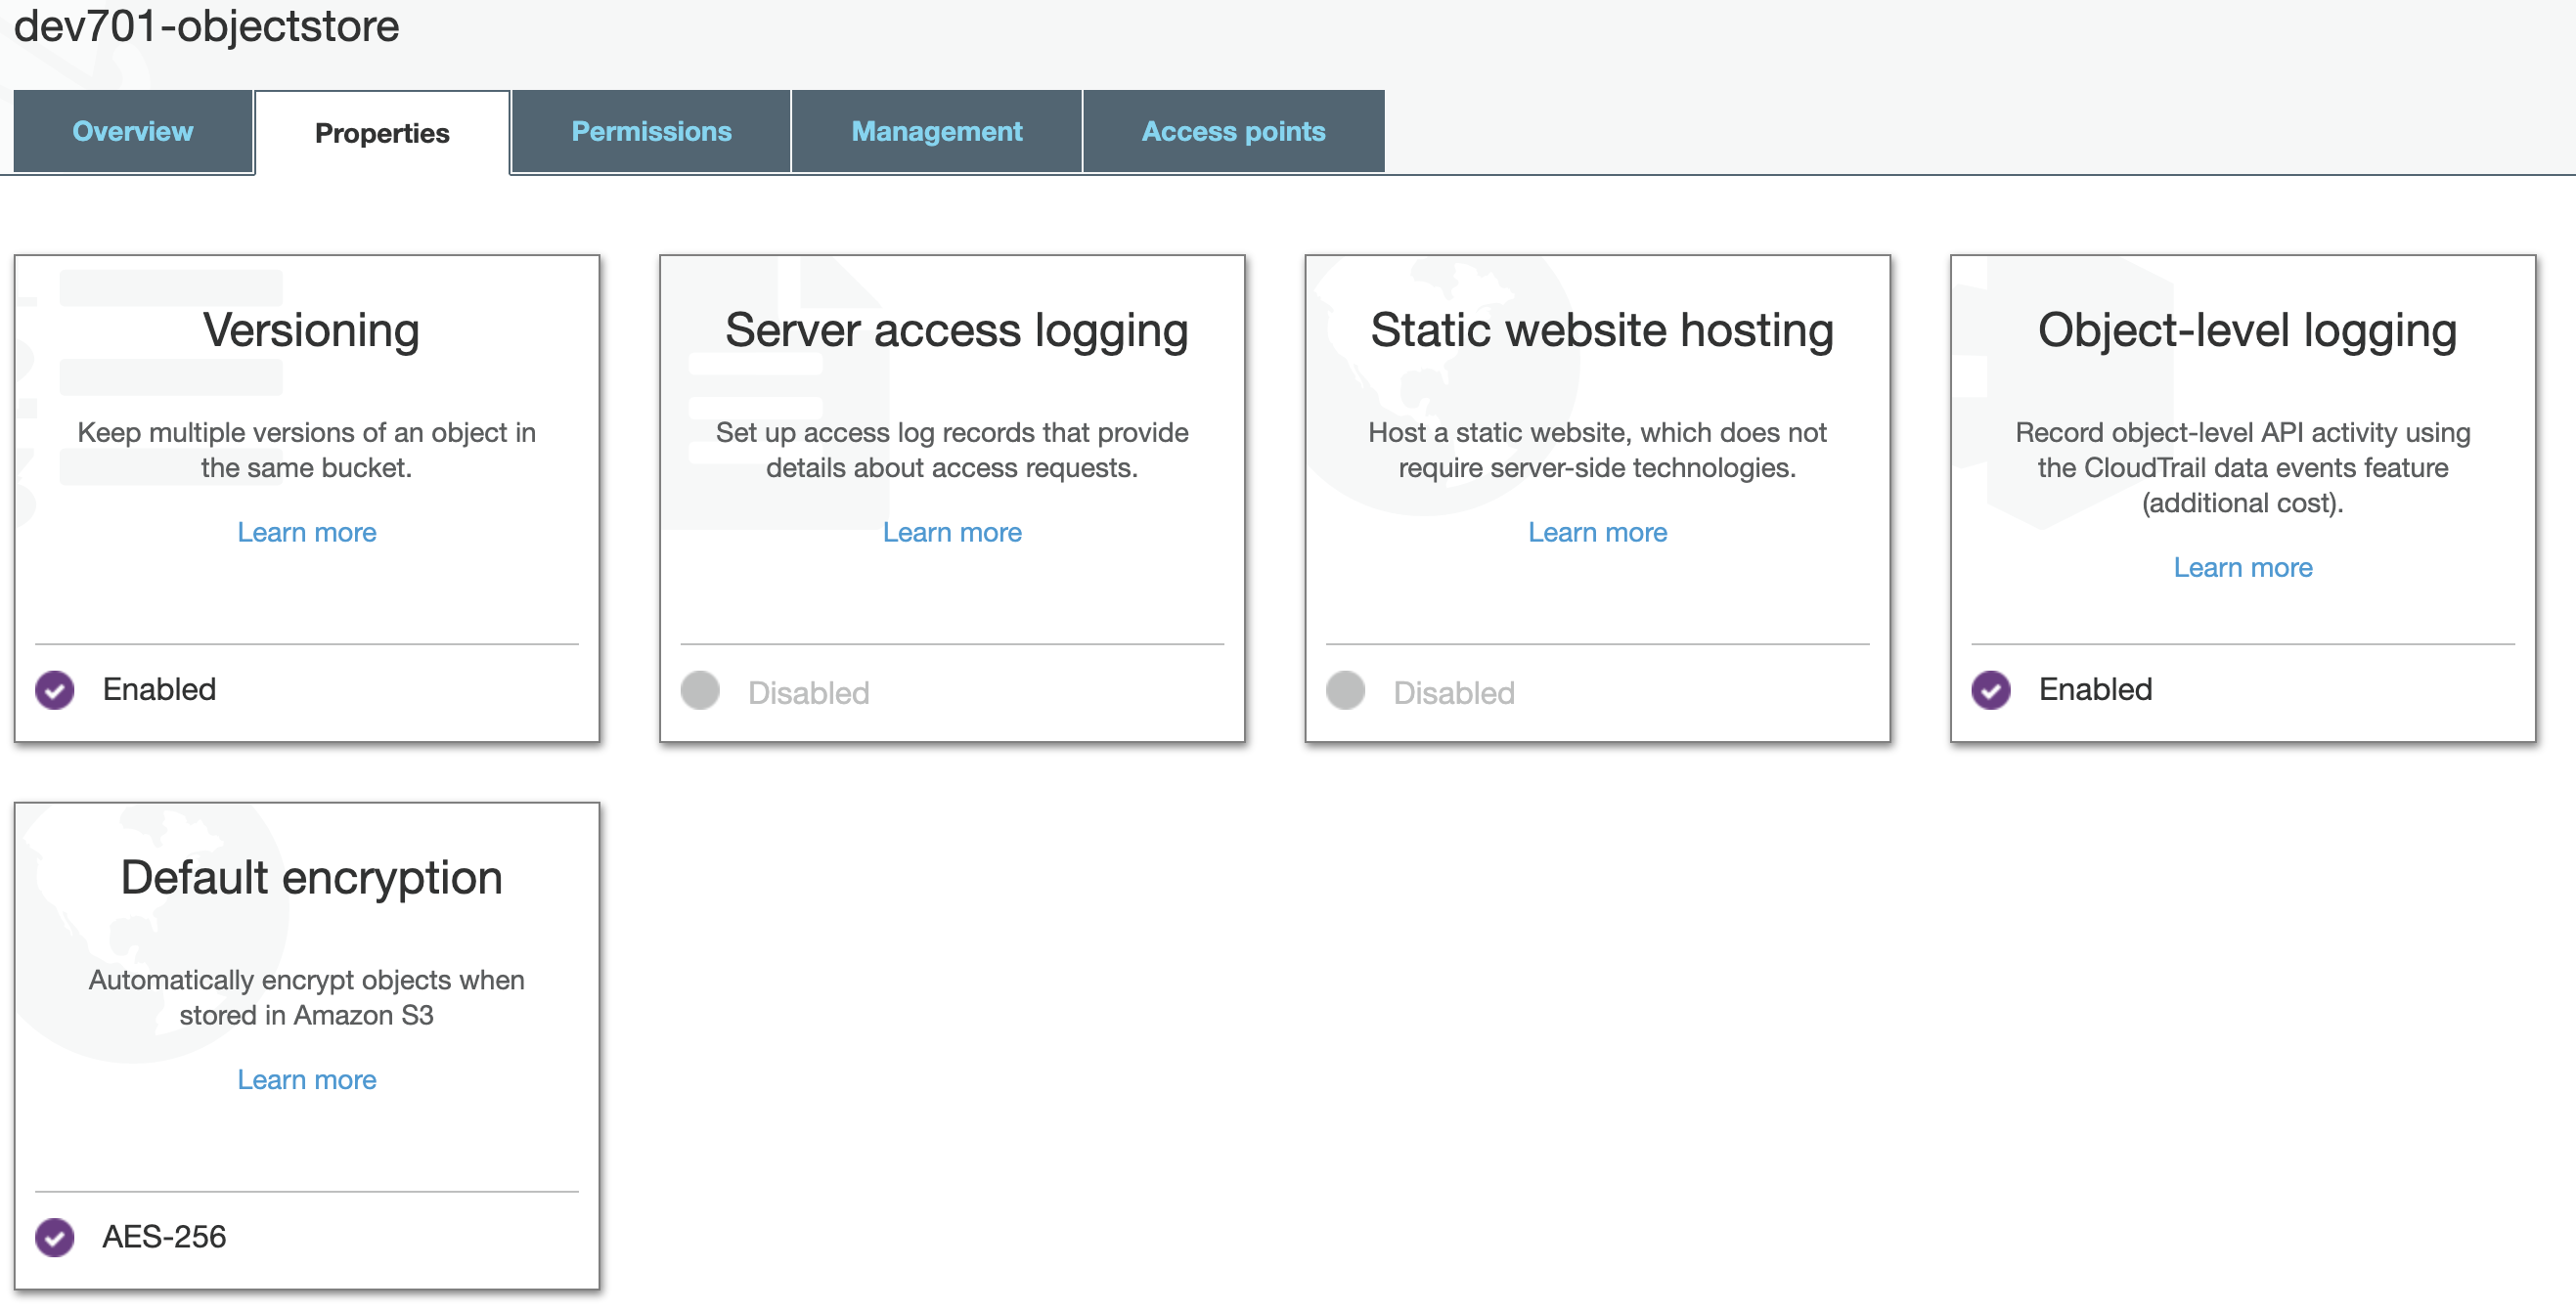 dev701-objectstore
Overview
Properties
Permissions
Management
Access points
Versioning
Keep multiple versions of an object in
the same bucket.
Learn more
Enabled
Server access logging
Set up access log records that provide
details about access requests.
Learn more
Disabled
Static website hosting
Host a static website, which does not
require server-side technologies.
Learn more
Disabled
Object-level logging
Record object-level API activity using
the CloudTrail data events feature
(additional cost).
Learn more
Enabled
Default encryption
Automatically encrypt objects when
stored in Amazon S3
Learn more
AES-256